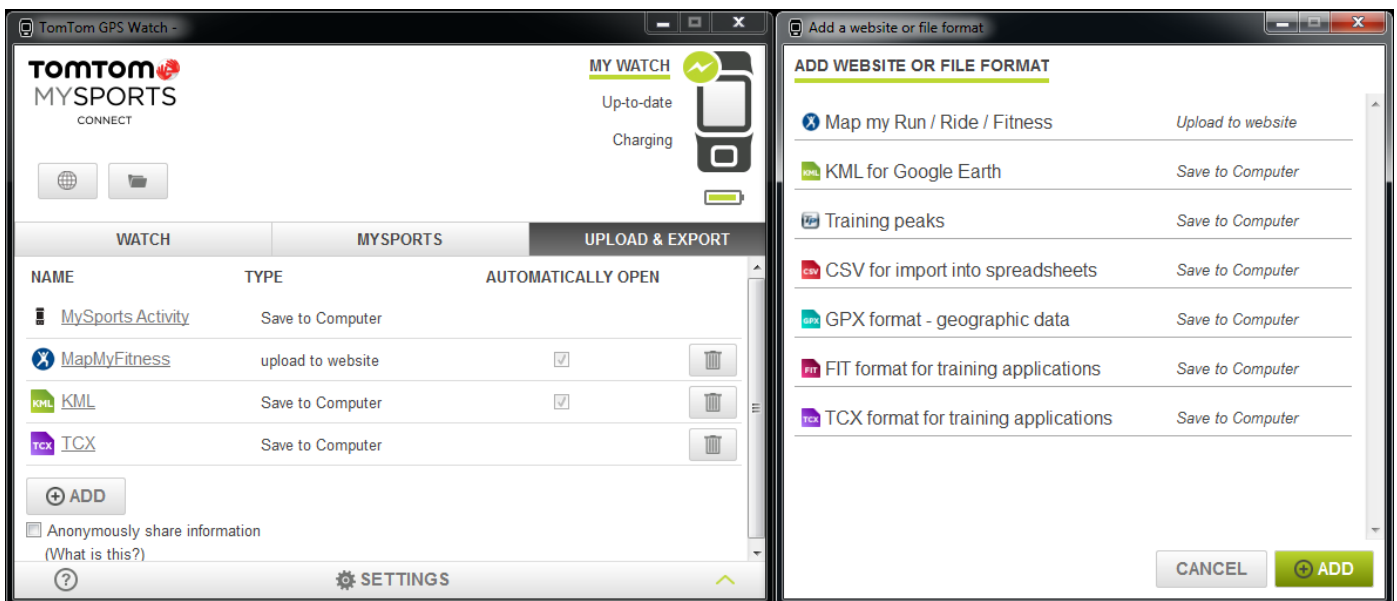 TomTom GPS Watch -
TOMTOM
MYSPORTS
CONNECT
MY WATCH
Up-to-date
Charging
WATCH MYSPORTS UPLOAD & EXPORT
NAME TYPE AUTOMATICALLY OPEN
MySports Activity Save to Computer
MapMyFitness upload to website
KML KML Save to Computer
TCX TCX Save to Computer
ADD
Anonymously share information
(What is this?)
? SETTINGS
Add a website or file format
ADD WEBSITE OR FILE FORMAT
Map my Run / Ride / Fitness Upload to website
KML KML for Google Earth Save to Computer
TP Training peaks Save to Computer
CSV CSV for import into spreadsheets Save to Computer
GPX GPX format - geographic data Save to Computer
FIT FIT format for training applications Save to Computer
TCX TCX format for training applications Save to Computer
CANCEL ADD